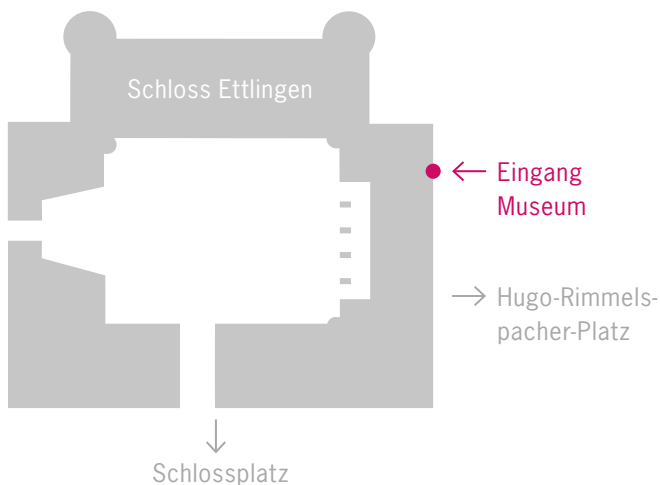 Schloss Ettlingen
Eingang
Museum
Hugo-Rimmels-
pacher-Platz
Schlossplatz